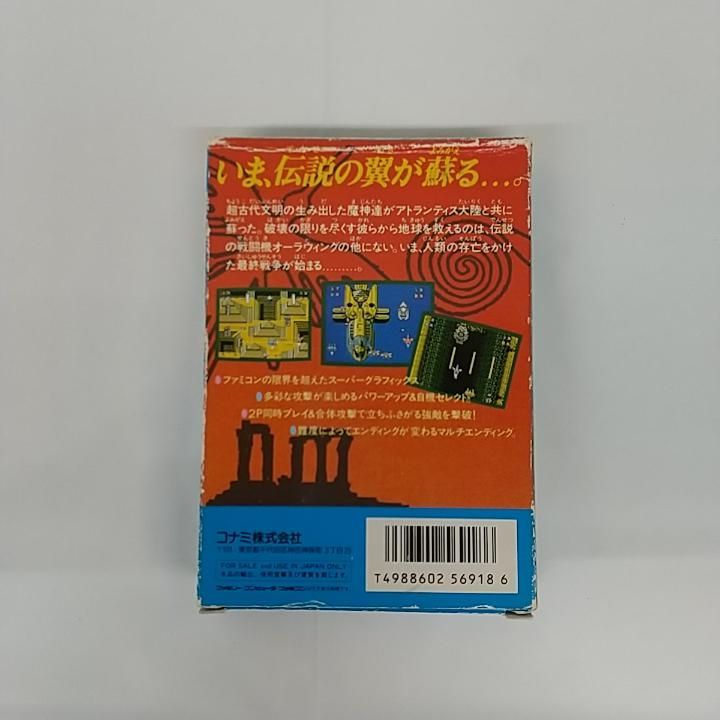 いま、伝説の翼が蘇る…。
超古代文明の生み出した魔神達がアトランティス大陸と共に
蘇った。破壊の限りを尽くす彼らから地球を救えるのは、伝説
の戦闘機オーラウィングの他にない。いま、人類の存亡をかけ
た最終戦争が始まる………。
ファミコンの限界を超えたスーパーグラフィックス。
多彩な攻撃が楽しめるパワーアップ&自機セレクト。
2P同時プレイ&合体攻撃で立ちふさがる強敵を撃破!
難度によってエンディングが変わるマルチエンディング。
コナミ株式会社
FOR SALE and USE IN JAPAN ONLY
T4988602 56918 6